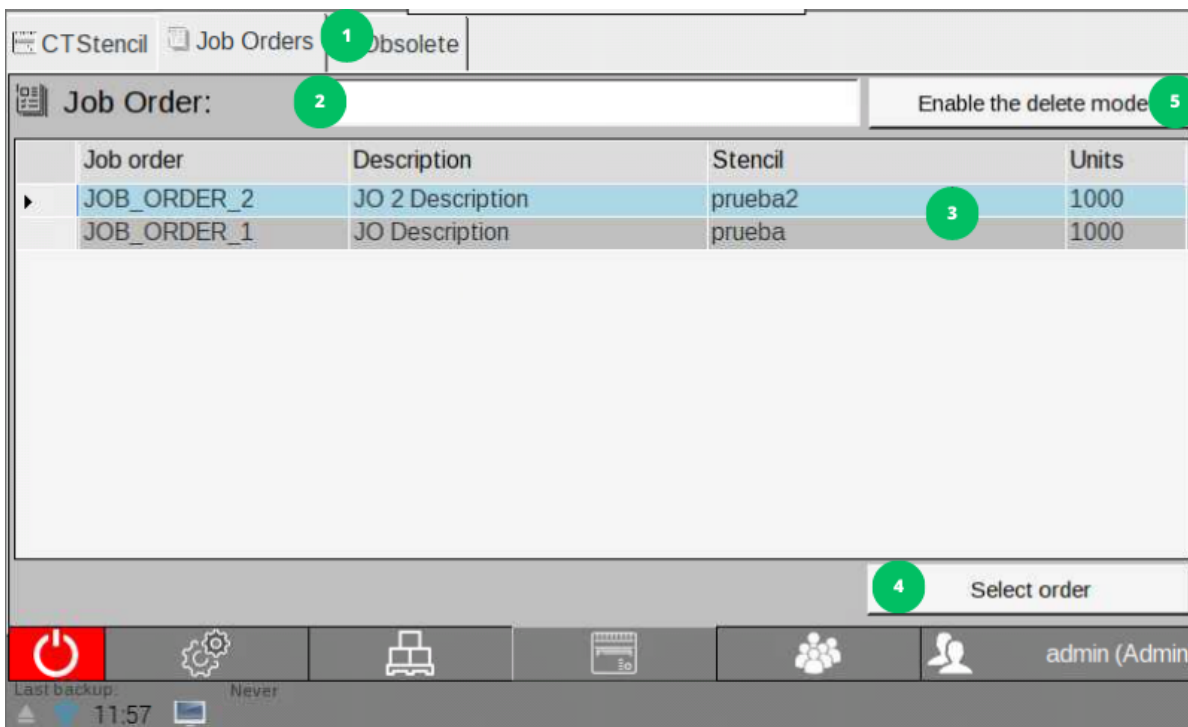 CTStencil Job Orders 1 Obsolete
Job Order: 2 Enable the delete mode 5
Job order Description Stencil Units
JOB_ORDER_2 JO 2 Description prueba2 1000
3
JOB_ORDER_1 JO Description prueba 1000
4 Select order
admin (Admin
Last backup: Never
11:57